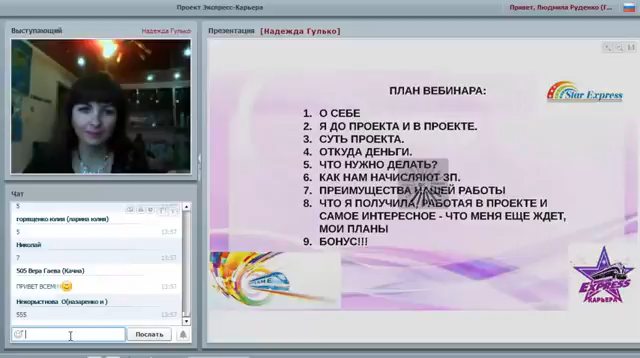 Проект Экспресс-Карьера
Привет, Людмила Руденко (Г...
Выступающий
Надежда Гулько
Презентация [Надежда Гулько]
ПЛАН ВЕБИНАРА:
Star Express
1. О СЕБЕ
2. Я ДО ПРОЕКТА И В ПРОЕКТЕ.
3. СУТЬ ПРОЕКТА.
4. ОТКУДА ДЕНЬГИ.
5. ЧТО НУЖНО ДЕЛАТЬ?
6. КАК НАМ НАЧИСЛЯЮТ ЗП.
7. ПРЕИМУЩЕСТВА НАШЕЙ РАБОТЫ
8. ЧТО Я ПОЛУЧИЛА, РАБОТАЯ В ПРОЕКТЕ И
САМОЕ ИНТЕРЕСНОЕ - ЧТО МЕНЯ ЕЩЕ ЖДЕТ,
МОИ ПЛАНЫ
9. БОНУС!!!
EXPRESS
КАРЬЕРА
Чат
5 13:57
горященко юлия (ларина юлия)
5 13:57
Николай
7 13:57
505 Вера Гаева (Качна)
ПРИВЕТ ВСЕМ!!! 13:57
Некорыстнова О(назаренко и )
555 13:57
Послать